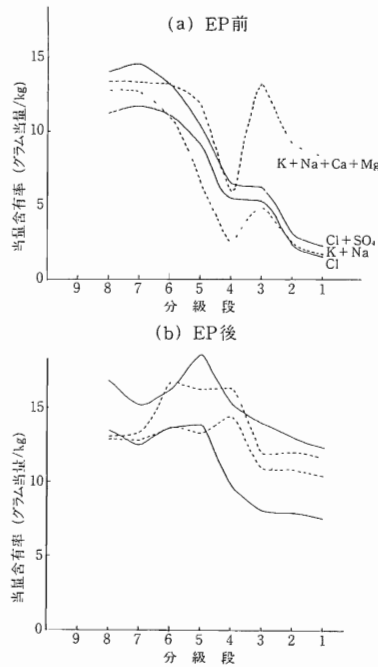 (a) EP前
当量含有率 (グラム当量/kg)
15
10
5
0
K+Na+Ca+Mg
Cl+SO₄
K+Na
Cl
9 8 7 6 5 4 3 2 1
分級段
(b) EP後
当量含有率 (グラム当量/kg)
15
10
5
0
9 8 7 6 5 4 3 2 1
分級段